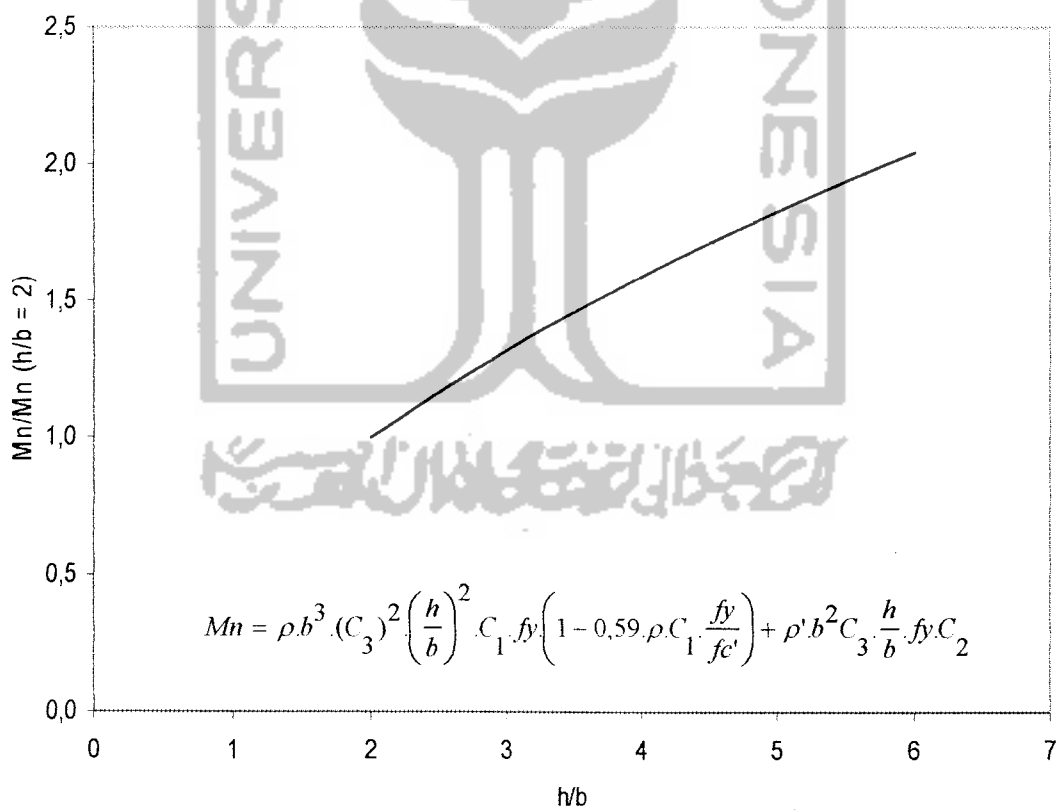 2,5
2,0
1,5
1,0
0,5
0,0
Mn/Mn (h/b = 2)
UNIVERS
ONESIA
Mn = ρ.b³.(C₃)².(h/b)².C₁.fy.(1 − 0,59.ρ.C₁.fy/fc') + ρ'.b²C₃.h/b.fy.C₂
0 1 2 3 4 5 6 7
h/b